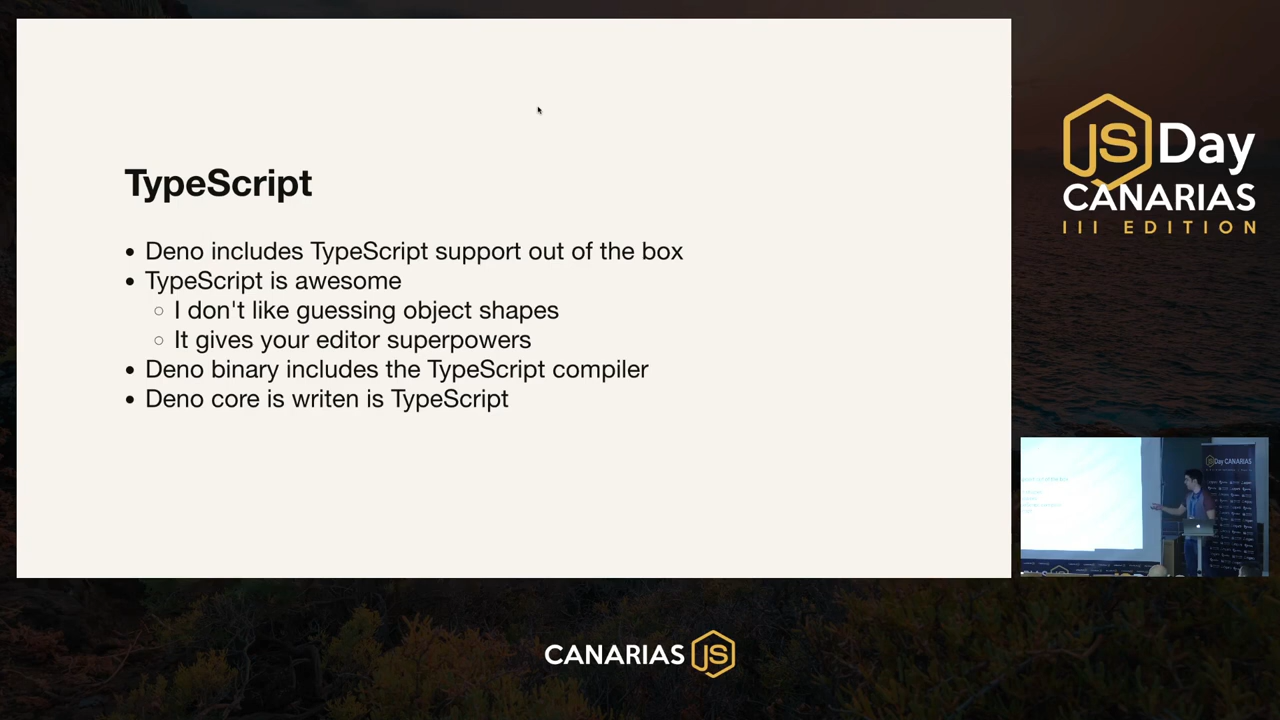 TypeScript
• Deno includes TypeScript support out of the box
• TypeScript is awesome
○ I don't like guessing object shapes
○ It gives your editor superpowers
• Deno binary includes the TypeScript compiler
• Deno core is writen is TypeScript
JS Day
CANARIAS
III EDITION
JSDay CANARIAS
CANARIAS JS